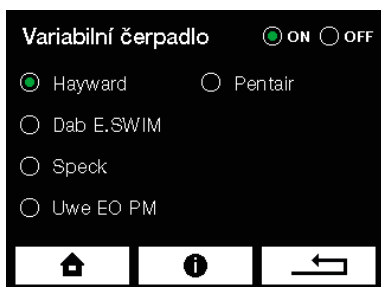 Variabilní čerpadlo ON OFF
Hayward Pentair
Dab E.SWIM
Speck
Uwe EO PM